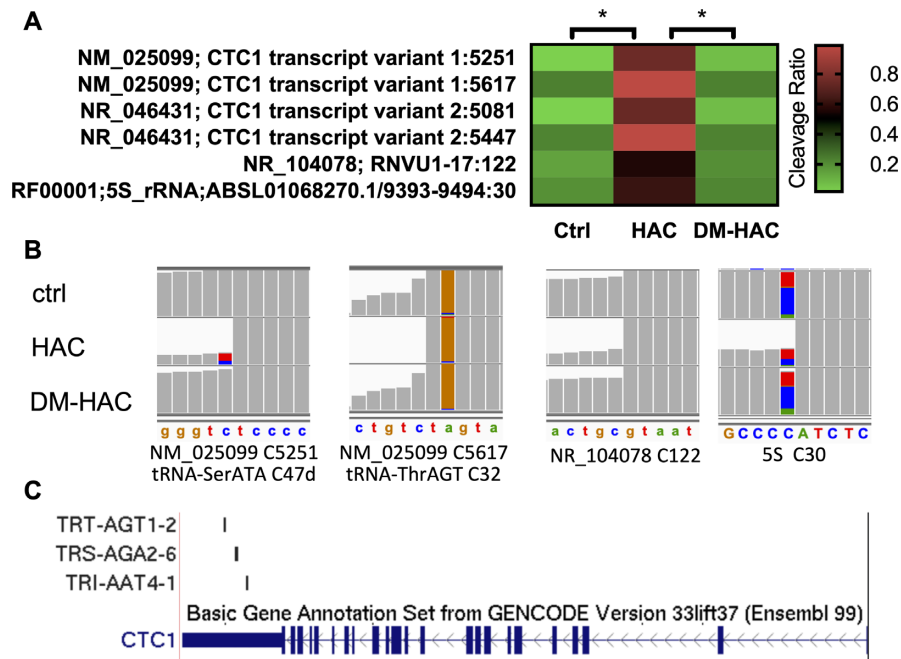 A
* *
NM_025099; CTC1 transcript variant 1:5251
NM_025099; CTC1 transcript variant 1:5617
NR_046431; CTC1 transcript variant 2:5081
NR_046431; CTC1 transcript variant 2:5447
NR_104078; RNVU1-17:122
RF00001;5S_rRNA;ABSL01068270.1/9393-9494:30
Ctrl HAC DM-HAC
Cleavage Ratio
0.8
0.6
0.4
0.2
B
ctrl
HAC
DM-HAC
g g g t c t c c c c
c t g t c t a g t a
a c t g c g t a a t
G C C C C A T C T C
NM_025099 C5251
tRNA-SerATA C47d
NM_025099 C5617
tRNA-ThrAGT C32
NR_104078 C122
5S C30
C
TRT-AGT1-2
TRS-AGA2-6
TRI-AAT4-1
Basic Gene Annotation Set from GENCODE Version 33lift37 (Ensembl 99)
CTC1